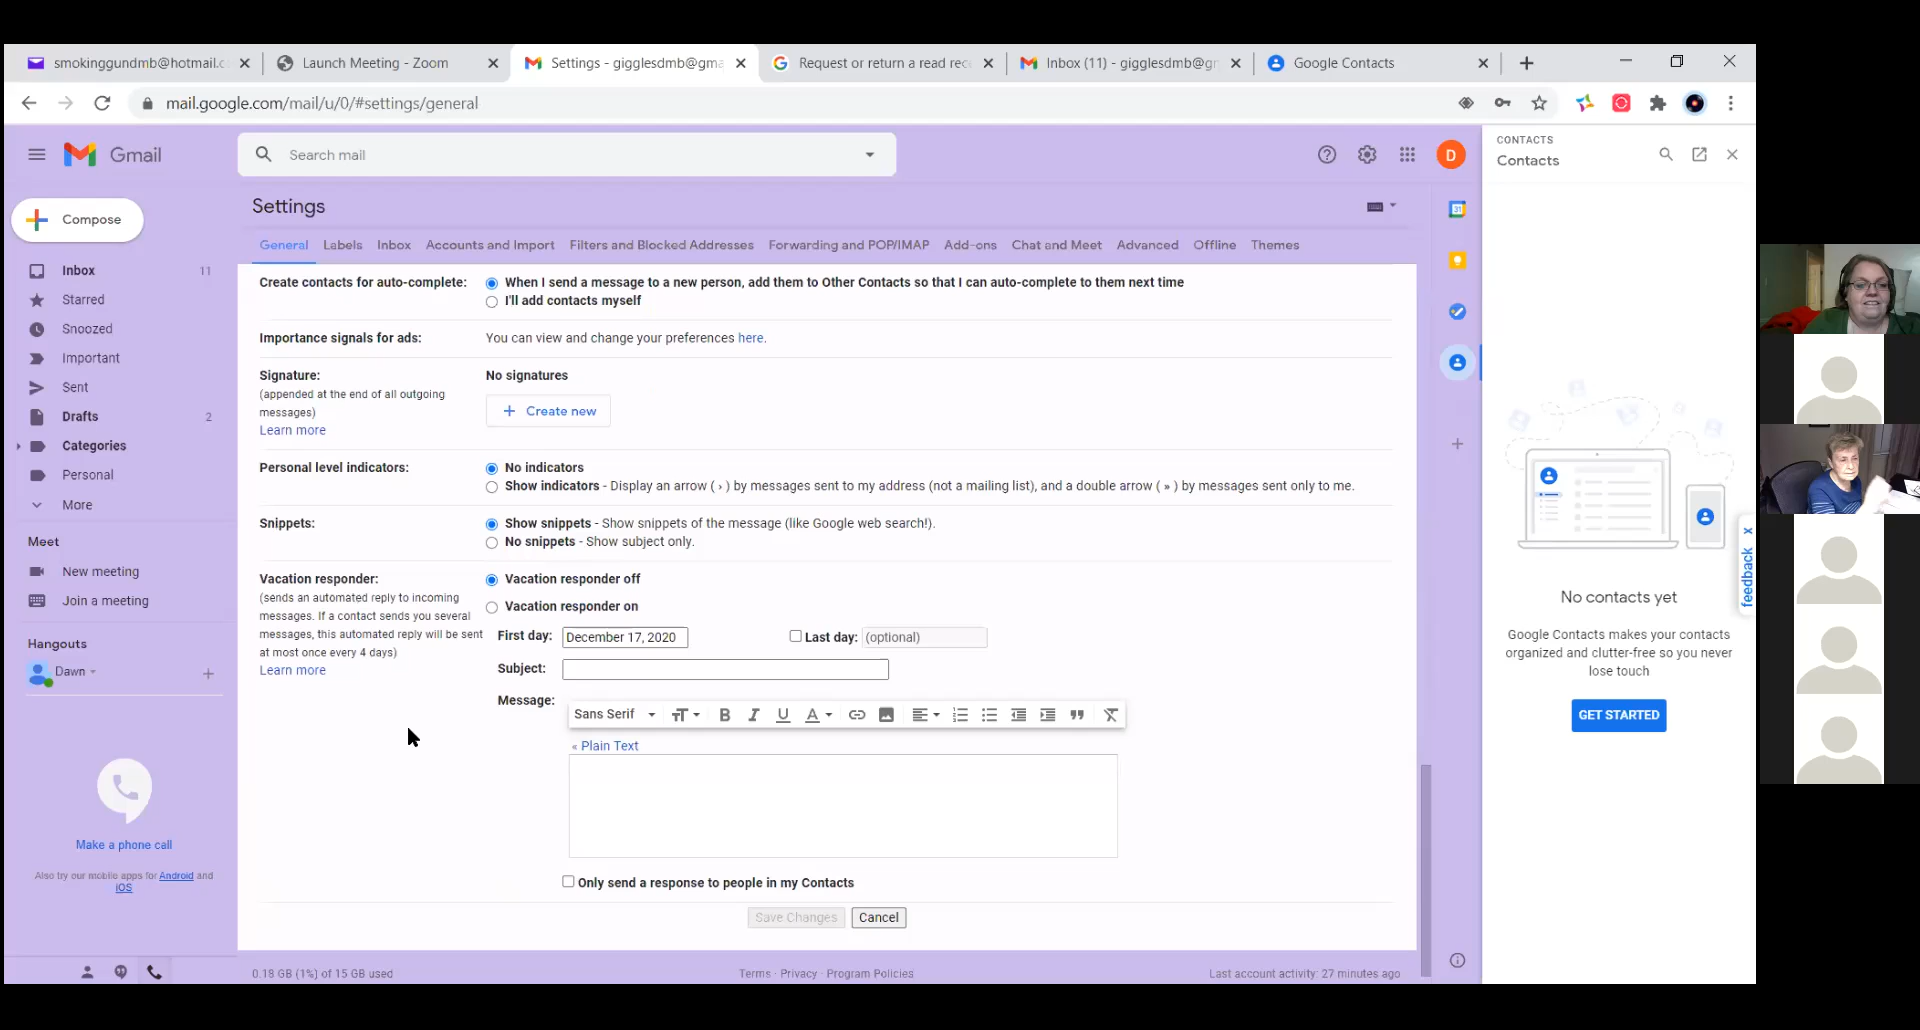 smokinggundmb@hotmail.c
Launch Meeting - Zoom
Settings - gigglesdmb@gma
Request or return a read rec
Inbox (11) - gigglesdmb@gm
Google Contacts
mail.google.com/mail/u/0/#settings/general
Gmail
Search mail
D
CONTACTS
Contacts
Compose
Settings
General Labels Inbox Accounts and Import Filters and Blocked Addresses Forwarding and POP/IMAP Add-ons Chat and Meet Advanced Offline Themes
Inbox 11
Starred
Snoozed
Important
Sent
Drafts 2
Categories
Personal
More
Meet
New meeting
Join a meeting
Hangouts
Dawn
Make a phone call
Also try our mobile apps for Android and
iOS
Create contacts for auto-complete:
When I send a message to a new person, add them to Other Contacts so that I can auto-complete to them next time
I'll add contacts myself
Importance signals for ads:
You can view and change your preferences here.
Signature:
(appended at the end of all outgoing
messages)
Learn more
No signatures
Create new
Personal level indicators:
No indicators
Show indicators - Display an arrow ( › ) by messages sent to my address (not a mailing list), and a double arrow ( » ) by messages sent only to me.
Snippets:
Show snippets - Show snippets of the message (like Google web search!).
No snippets - Show subject only.
Vacation responder:
(sends an automated reply to incoming
messages. If a contact sends you several
messages, this automated reply will be sent
at most once every 4 days)
Learn more
Vacation responder off
Vacation responder on
First day: December 17, 2020 Last day: (optional)
Subject:
Message:
Sans Serif
« Plain Text
Only send a response to people in my Contacts
Save Changes Cancel
0.18 GB (1%) of 15 GB used
Terms · Privacy · Program Policies
Last account activity: 27 minutes ago
31
No contacts yet
Google Contacts makes your contacts
organized and clutter-free so you never
lose touch
GET STARTED
feedback x